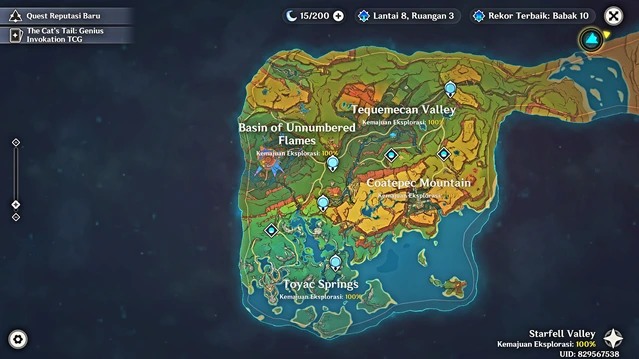 Quest Reputasi Baru
The Cat's Tail: Genius
Invokation TCG
15/200
Lantai 8, Ruangan 3
Rekor Terbaik: Babak 10
Tequemecan Valley
Kemajuan Eksplorasi: 100%
Basin of Unnumbered
Flames
Kemajuan Eksplorasi: 100%
Coatepec Mountain
Kemajuan Eksplorasi:
Toyac Springs
Kemajuan Eksplorasi: 100%
Starfell Valley
Kemajuan Eksplorasi: 100%
UID: 829567538